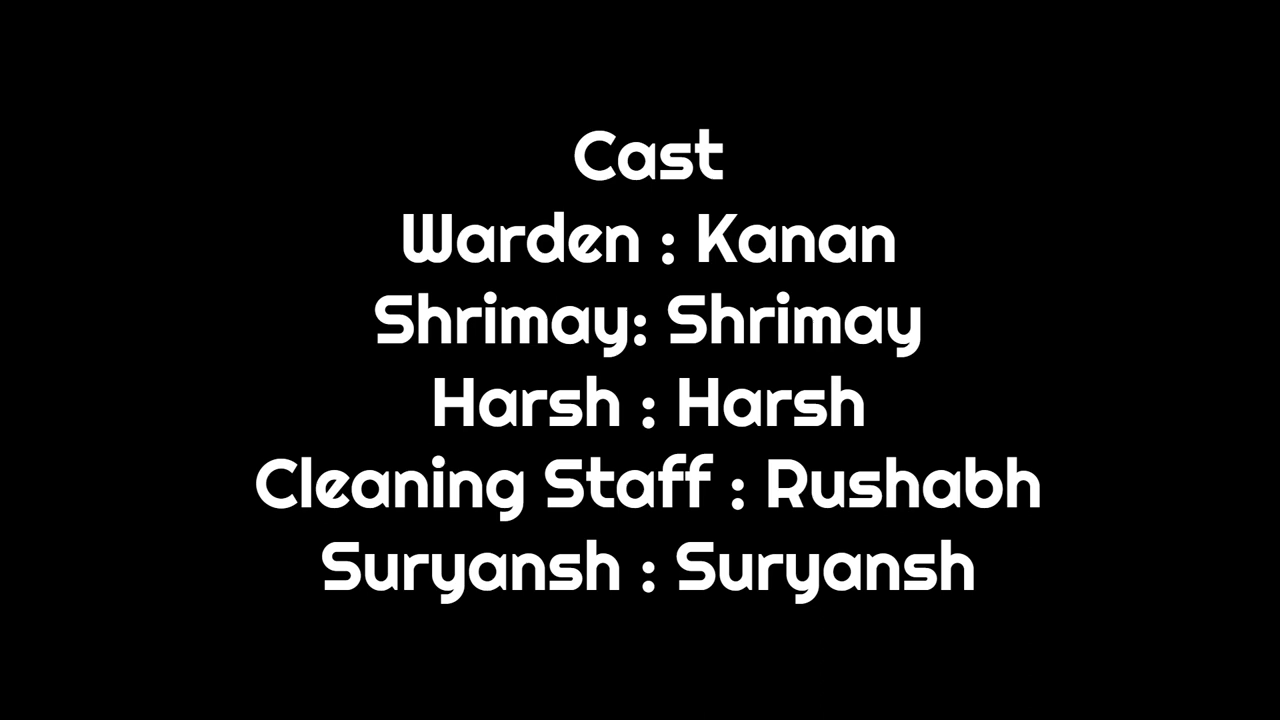 Cast
Warden : Kanan
Shrimay: Shrimay
Harsh : Harsh
Cleaning Staff : Rushabh
Suryansh : Suryansh